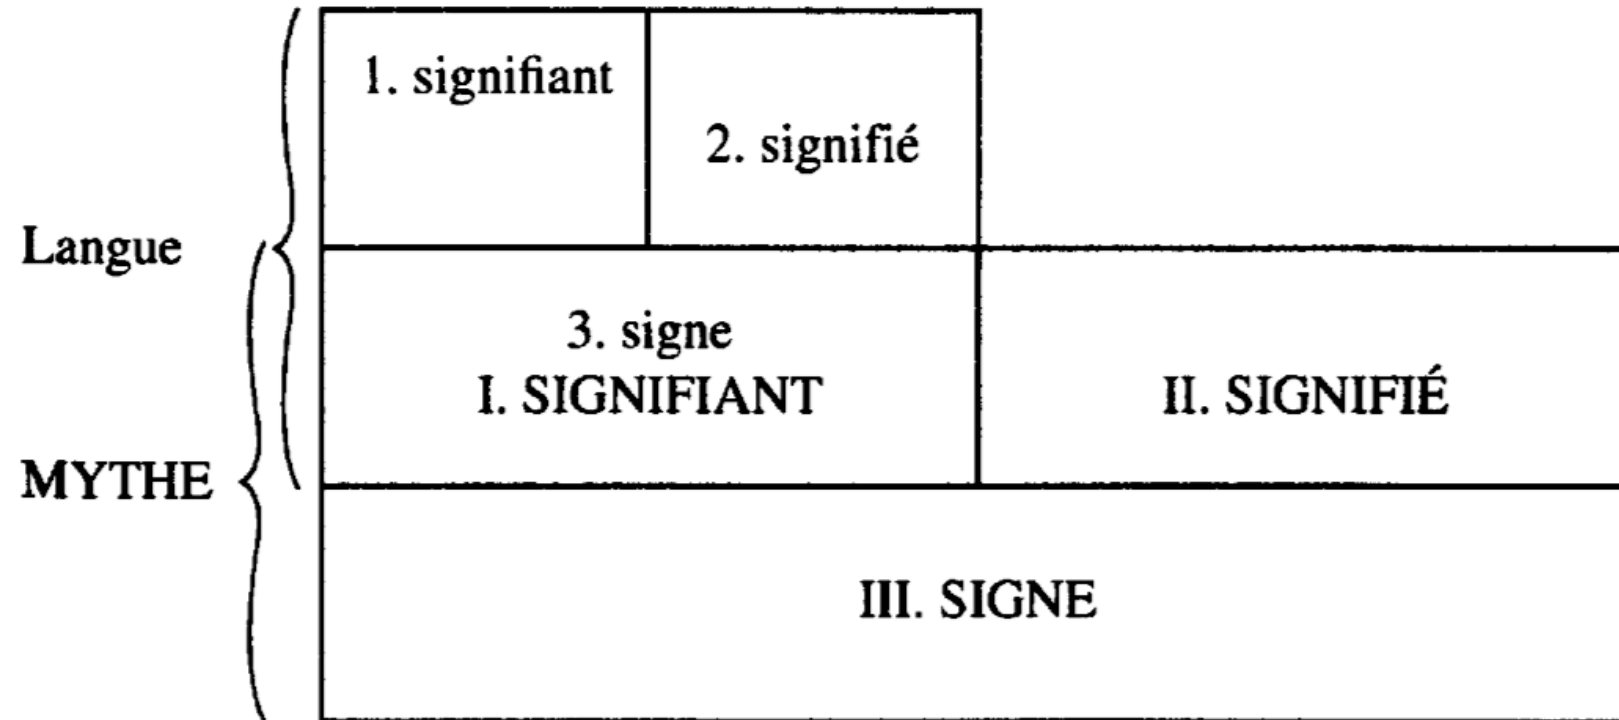 1. signifiant
2. signifié
Langue
3. signe
I. SIGNIFIANT
II. SIGNIFIÉ
MYTHE
III. SIGNE